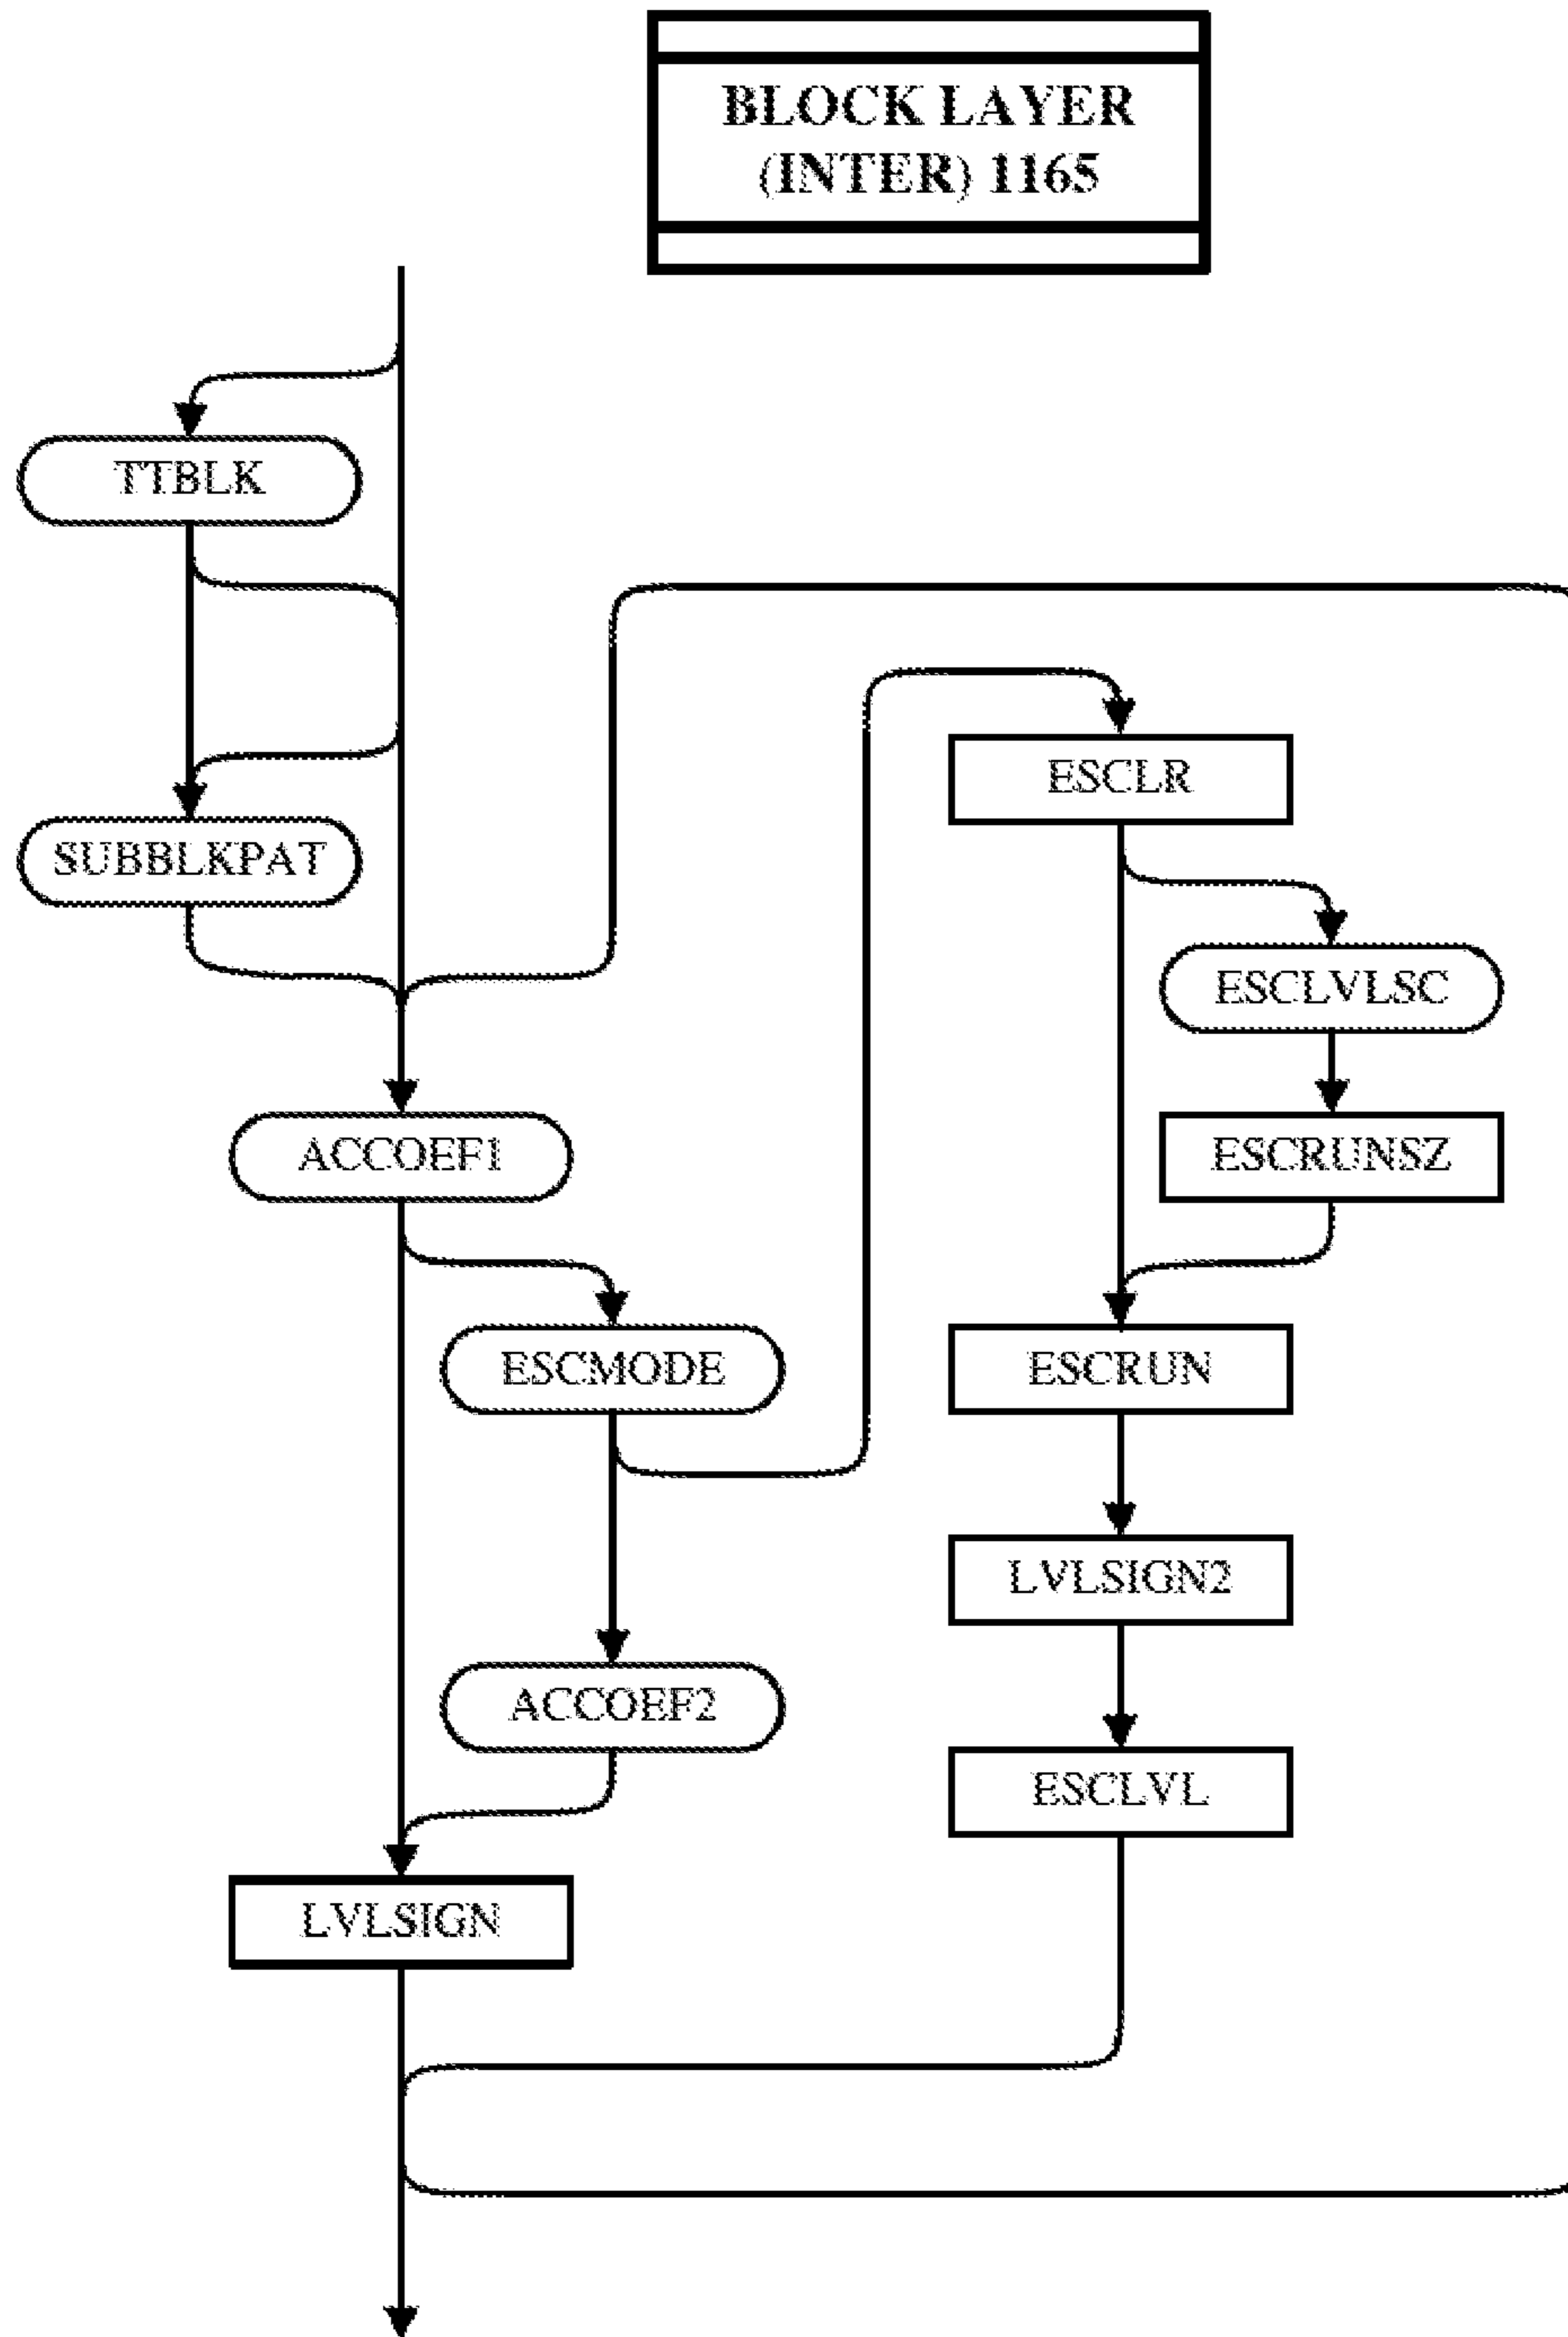 BLOCK LAYER
(INTER) 1165
TTBLK
SUBBLKPAT
ACCOEF1
ESCMODE
ACCOEF2
LVLSIGN
ESCLR
ESCLVLSC
ESCRUNSZ
ESCRUN
LVLSIGN2
ESCLVL